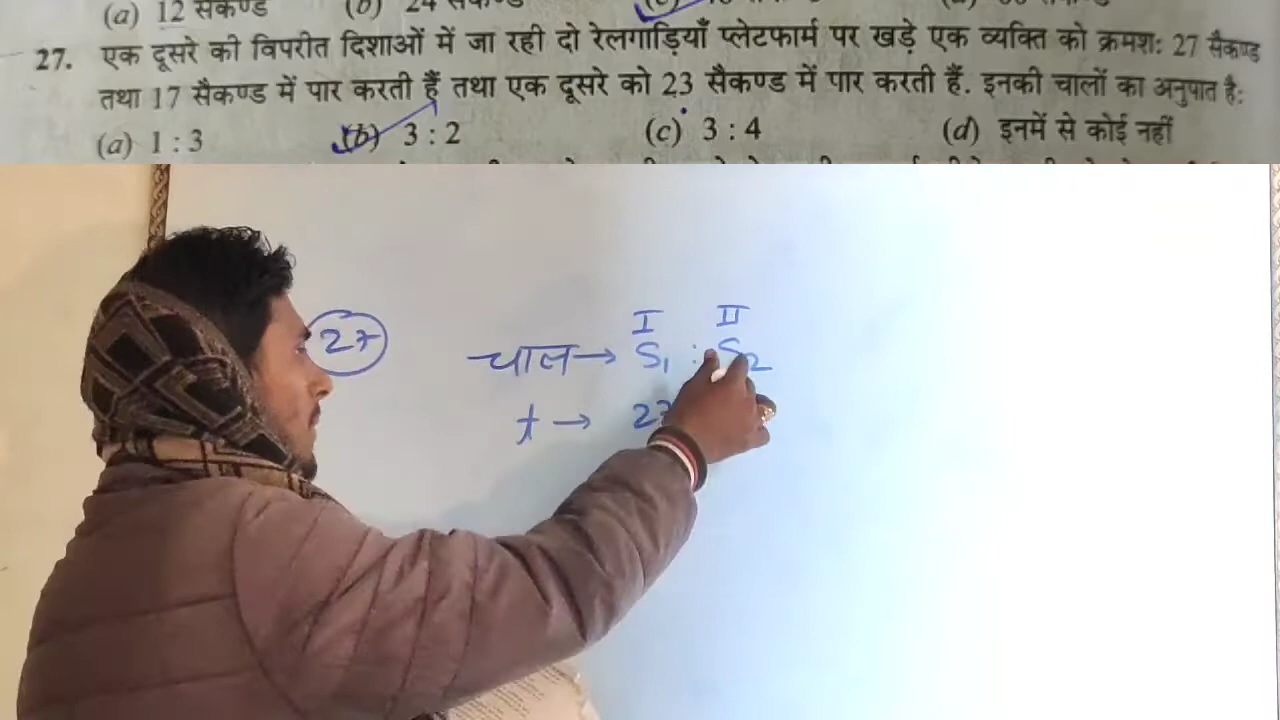 (a) 12 सैकण्ड (b) 24 सैकण्ड
27. एक दूसरे की विपरीत दिशाओं में जा रही दो रेलगाड़ियाँ प्लेटफार्म पर खड़े एक व्यक्ति को क्रमशः 27 सैकण्ड
तथा 17 सैकण्ड में पार करती हैं तथा एक दूसरे को 23 सैकण्ड में पार करती हैं. इनकी चालों का अनुपात है:
(a) 1 : 3 (b) 3 : 2 (c) 3 : 4 (d) इनमें से कोई नहीं
I II
27 चाल → S₁ : S₂
t → 27